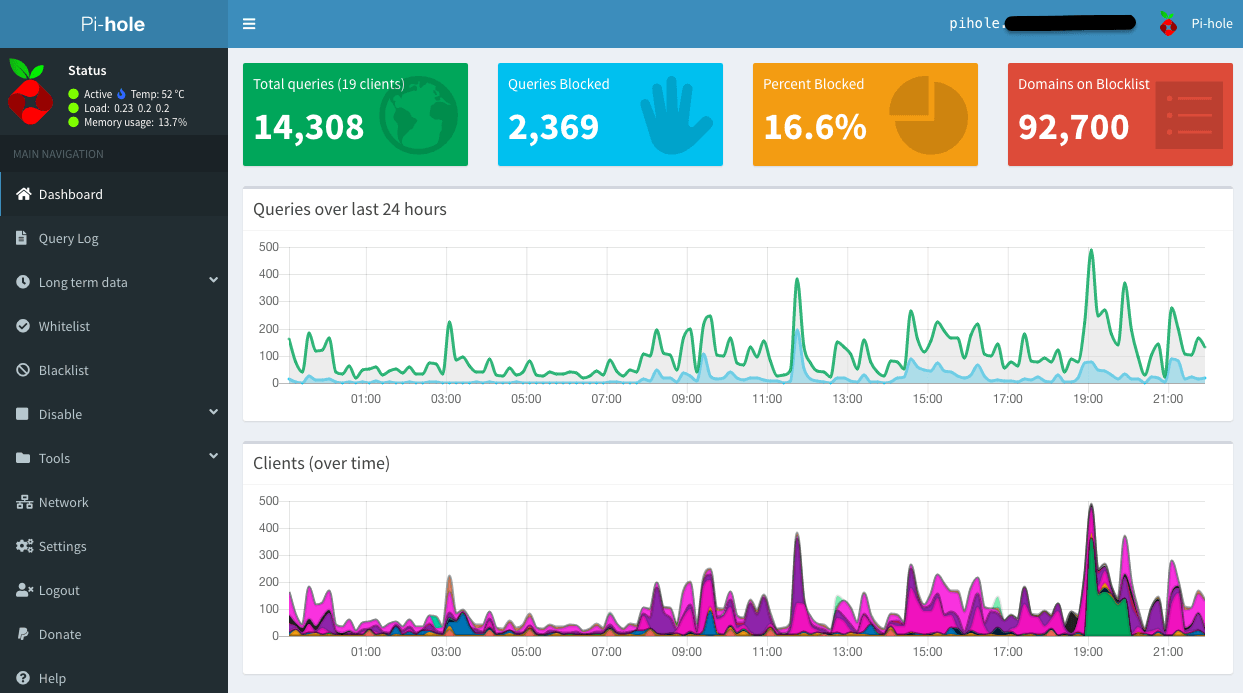 Pi-hole
pihole.
Pi-hole
Status
Active Temp: 52 °C
Load: 0.23 0.2 0.2
Memory usage: 13.7%
MAIN NAVIGATION
Dashboard
Query Log
Long term data
Whitelist
Blacklist
Disable
Tools
Network
Settings
Logout
Donate
Help
Total queries (19 clients)
14,308
Queries Blocked
2,369
Percent Blocked
16.6%
Domains on Blocklist
92,700
Queries over last 24 hours
500
400
300
200
100
0
01:00 03:00 05:00 07:00 09:00 11:00 13:00 15:00 17:00 19:00 21:00
Clients (over time)
500
400
300
200
100
0
01:00 03:00 05:00 07:00 09:00 11:00 13:00 15:00 17:00 19:00 21:00